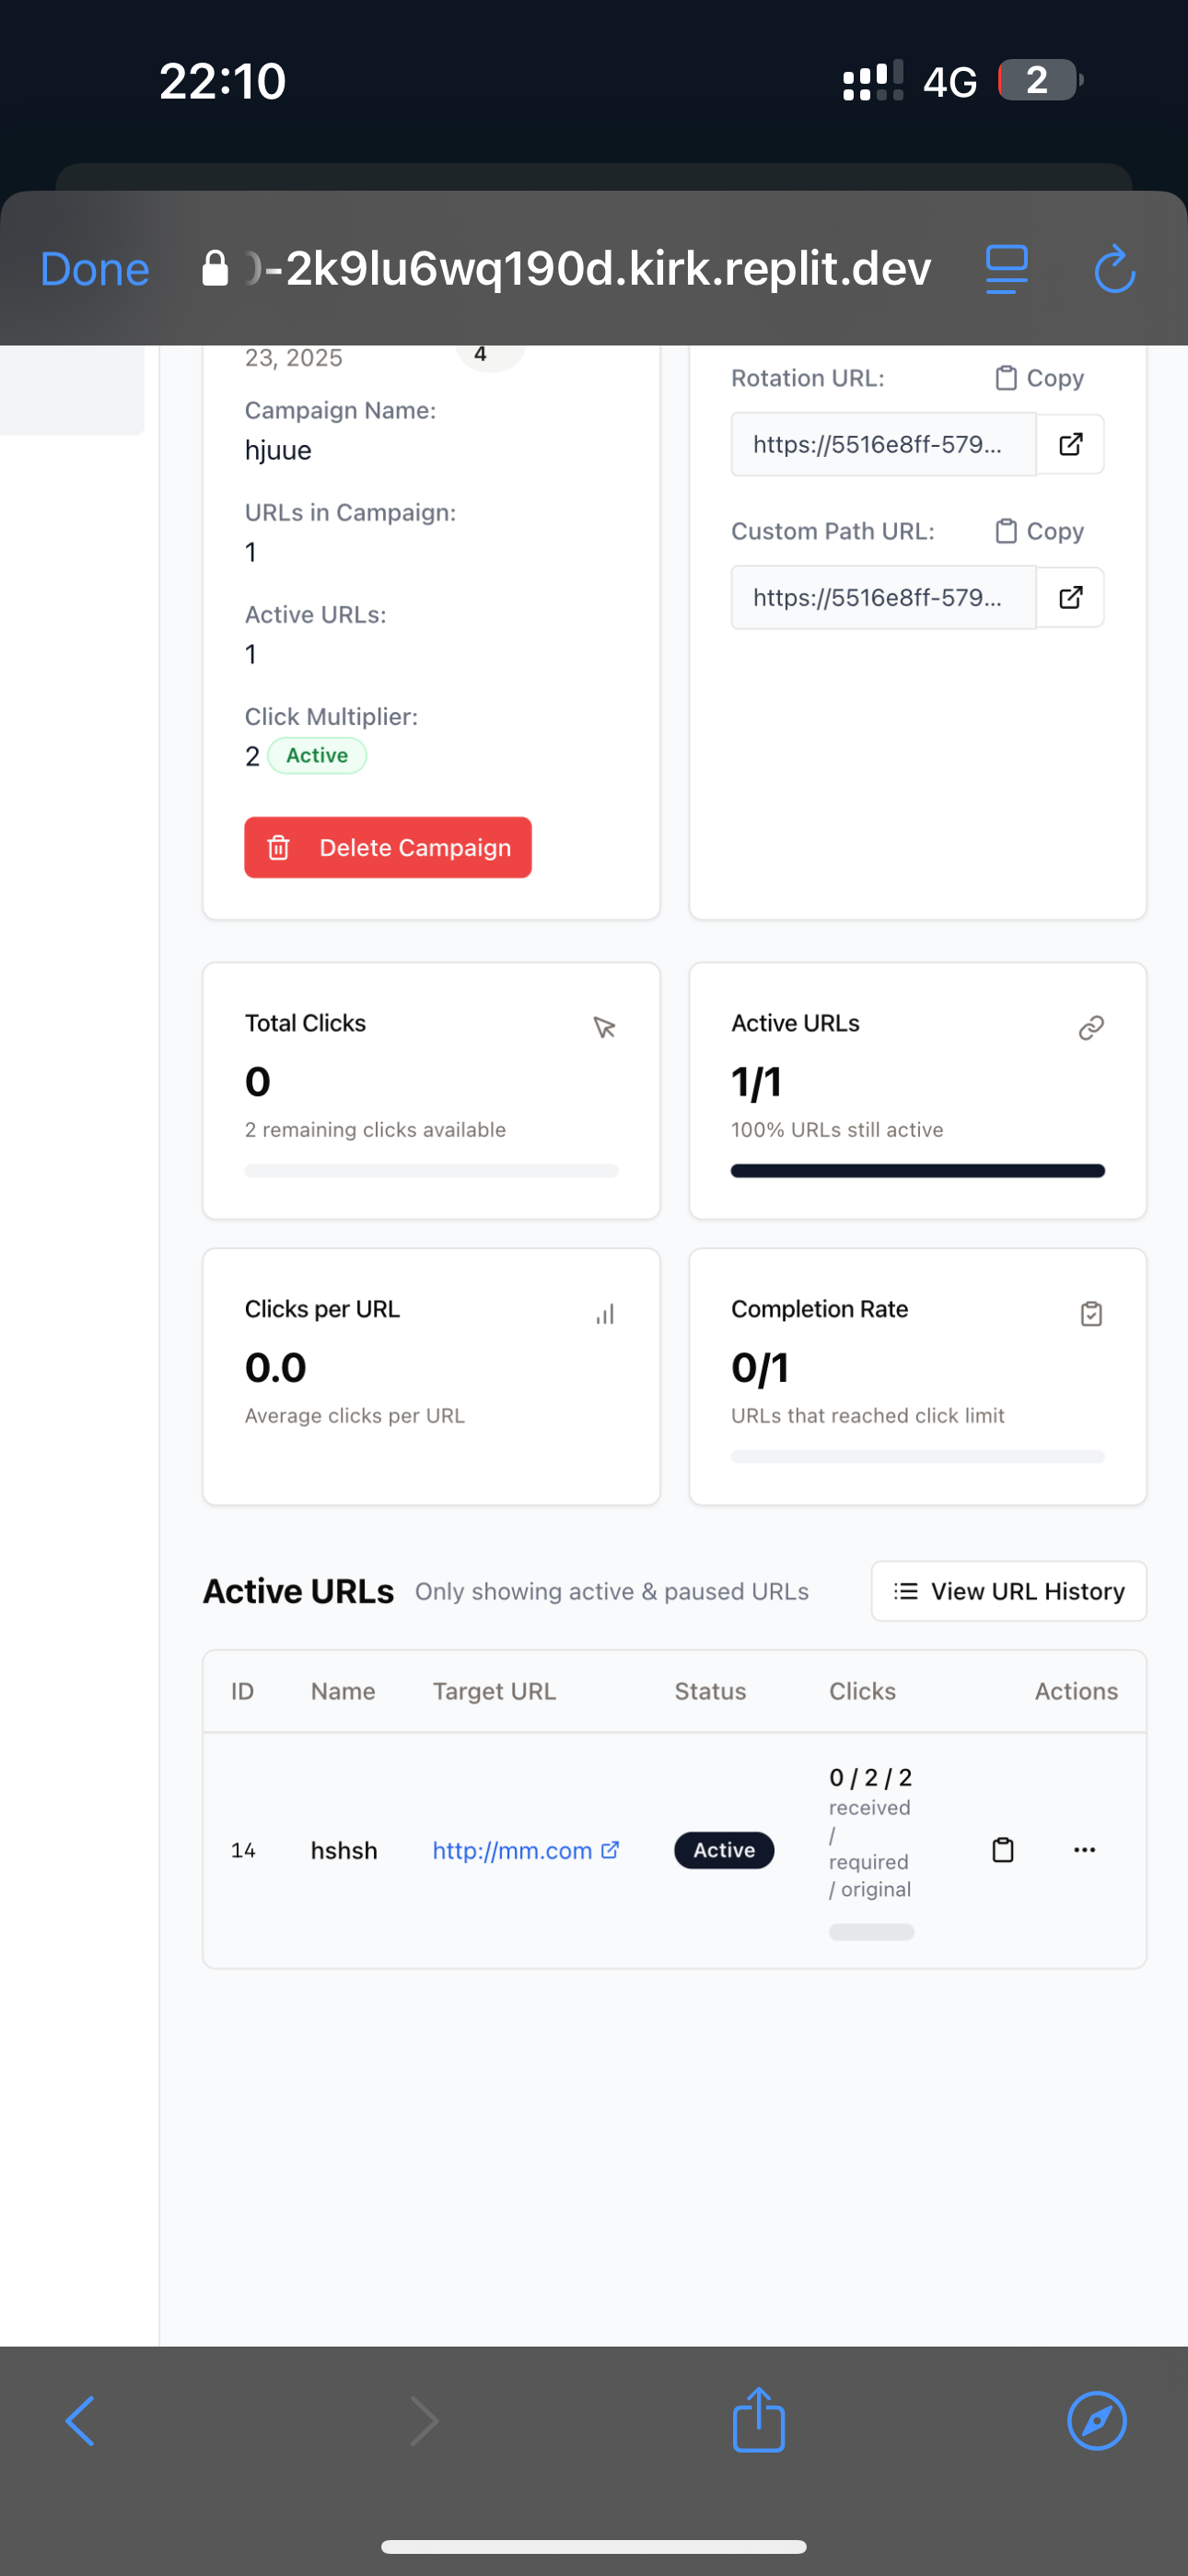 22:10
4G
2
Done
-2k9lu6wq190d.kirk.replit.dev
23, 2025
4
Campaign Name:
hjuue
URLs in Campaign:
1
Active URLs:
1
Click Multiplier:
2 Active
Delete Campaign
Rotation URL:
Copy
https://5516e8ff-579...
Custom Path URL:
Copy
https://5516e8ff-579...
Total Clicks
0
2 remaining clicks available
Active URLs
1/1
100% URLs still active
Clicks per URL
0.0
Average clicks per URL
Completion Rate
0/1
URLs that reached click limit
Active URLs Only showing active & paused URLs
View URL History
ID Name Target URL Status Clicks Actions
14 hshsh http://mm.com Active
0 / 2 / 2
received
/
required
/ original